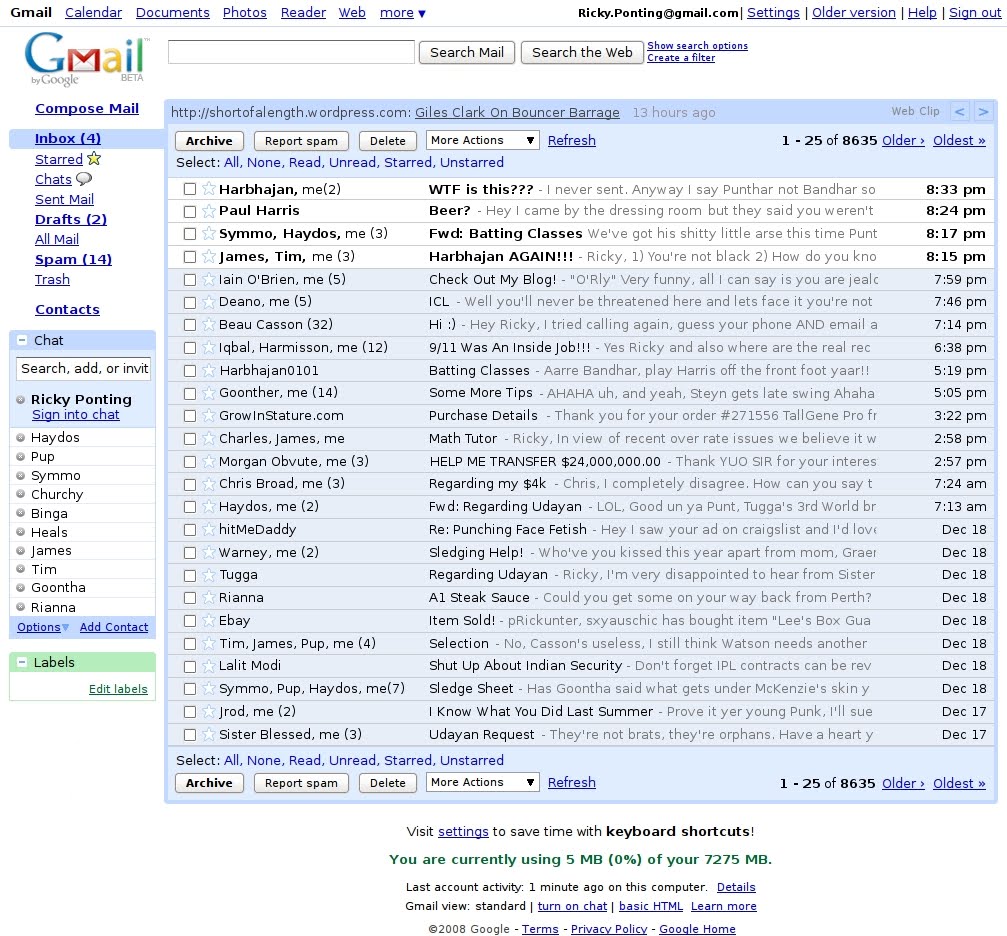 Gmail Calendar Documents Photos Reader Web more ▼ Ricky.Ponting@gmail.com| Settings | Older version | Help | Sign out
Gmail by Google BETA
Search Mail Search the Web Show search options
Create a filter
Compose Mail
Inbox (4)
Starred
Chats
Sent Mail
Drafts (2)
All Mail
Spam (14)
Trash
Contacts
− Chat
Search, add, or invit
Ricky Ponting
Sign into chat
Haydos
Pup
Symmo
Churchy
Binga
Heals
James
Tim
Goontha
Rianna
Options▼ Add Contact
− Labels
Edit labels
http://shortofalength.wordpress.com: Giles Clark On Bouncer Barrage 13 hours ago Web Clip < >
Archive Report spam Delete More Actions ▼ Refresh 1 - 25 of 8635 Older › Oldest »
Select: All, None, Read, Unread, Starred, Unstarred
Harbhajan, me(2) WTF is this??? - I never sent. Anyway I say Punthar not Bandhar so 8:33 pm
Paul Harris Beer? - Hey I came by the dressing room but they said you weren't 8:24 pm
Symmo, Haydos, me (3) Fwd: Batting Classes We've got his shitty little arse this time Punt 8:17 pm
James, Tim, me (3) Harbhajan AGAIN!!! - Ricky, 1) You're not black 2) How do you kno 8:15 pm
Iain O'Brien, me (5) Check Out My Blog! - "O'Rly" Very funny, all I can say is you are jealc 7:59 pm
Deano, me (5) ICL - Well you'll never be threatened here and lets face it you're not 7:46 pm
Beau Casson (32) Hi :) - Hey Ricky, I tried calling again, guess your phone AND email a 7:14 pm
Iqbal, Harmisson, me (12) 9/11 Was An Inside Job!!! - Yes Ricky and also where are the real rec 6:38 pm
Harbhajan0101 Batting Classes - Aarre Bandhar, play Harris off the front foot yaar!! 5:19 pm
Goonther, me (14) Some More Tips - AHAHA uh, and yeah, Steyn gets late swing Ahaha 5:05 pm
GrowInStature.com Purchase Details - Thank you for your order #271556 TallGene Pro fr 3:22 pm
Charles, James, me Math Tutor - Ricky, In view of recent over rate issues we believe it w 2:58 pm
Morgan Obvute, me (3) HELP ME TRANSFER $24,000,000.00 - Thank YUO SIR for your interes 2:57 pm
Chris Broad, me (3) Regarding my $4k - Chris, I completely disagree. How can you say t 7:24 am
Haydos, me (2) Fwd: Regarding Udayan - LOL, Good un ya Punt, Tugga's 3rd World br 7:13 am
hitMeDaddy Re: Punching Face Fetish - Hey I saw your ad on craigslist and I'd love Dec 18
Warney, me (2) Sledging Help! - Who've you kissed this year apart from mom, Graer Dec 18
Tugga Regarding Udayan - Ricky, I'm very disappointed to hear from Sister Dec 18
Rianna A1 Steak Sauce - Could you get some on your way back from Perth? Dec 18
Ebay Item Sold! - pRickunter, sxyauschic has bought item "Lee's Box Gua Dec 18
Tim, James, Pup, me (4) Selection - No, Casson's useless, I still think Watson needs another Dec 18
Lalit Modi Shut Up About Indian Security - Don't forget IPL contracts can be rev Dec 18
Symmo, Pup, Haydos, me(7) Sledge Sheet - Has Goontha said what gets under McKenzie's skin y Dec 18
Jrod, me (2) I Know What You Did Last Summer - Prove it yer young Punk, I'll sue Dec 17
Sister Blessed, me (3) Udayan Request - They're not brats, they're orphans. Have a heart y Dec 17
Select: All, None, Read, Unread, Starred, Unstarred
Archive Report spam Delete More Actions ▼ Refresh 1 - 25 of 8635 Older › Oldest »
Visit settings to save time with keyboard shortcuts!
You are currently using 5 MB (0%) of your 7275 MB.
Last account activity: 1 minute ago on this computer. Details
Gmail view: standard | turn on chat | basic HTML Learn more
©2008 Google - Terms - Privacy Policy - Google Home